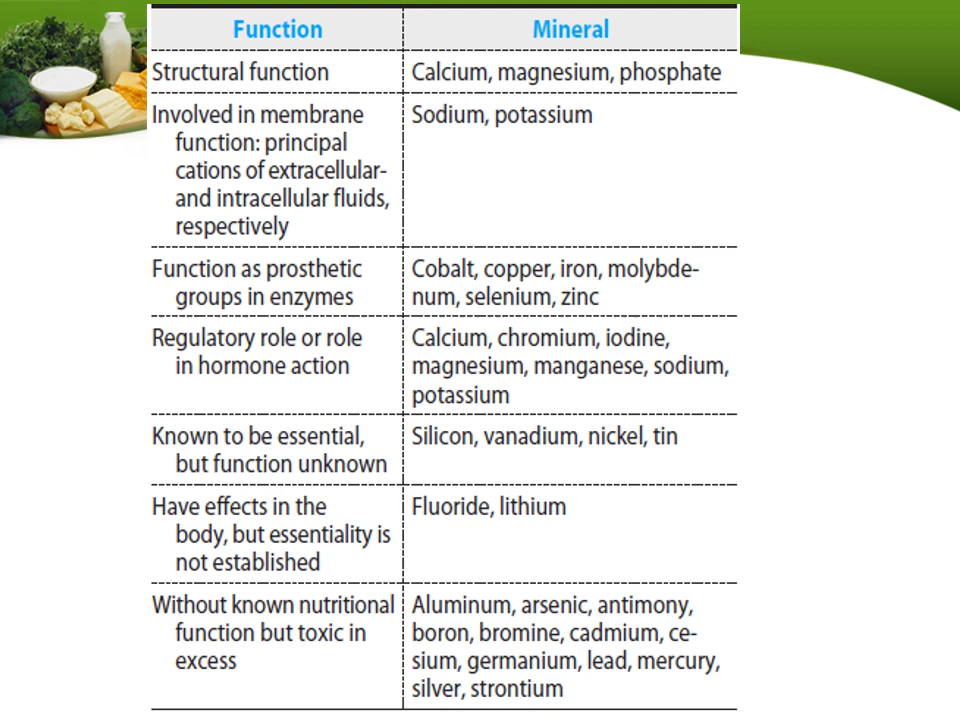 Function Mineral
Structural function Calcium, magnesium, phosphate
Involved in membrane Sodium, potassium
function: principal
cations of extracellular-
and intracellular fluids,
respectively
Function as prosthetic Cobalt, copper, iron, molybde-
groups in enzymes num, selenium, zinc
Regulatory role or role Calcium, chromium, iodine,
in hormone action magnesium, manganese, sodium,
potassium
Known to be essential, Silicon, vanadium, nickel, tin
but function unknown
Have effects in the Fluoride, lithium
body, but essentiality is
not established
Without known nutritional Aluminum, arsenic, antimony,
function but toxic in boron, bromine, cadmium, ce-
excess sium, germanium, lead, mercury,
silver, strontium